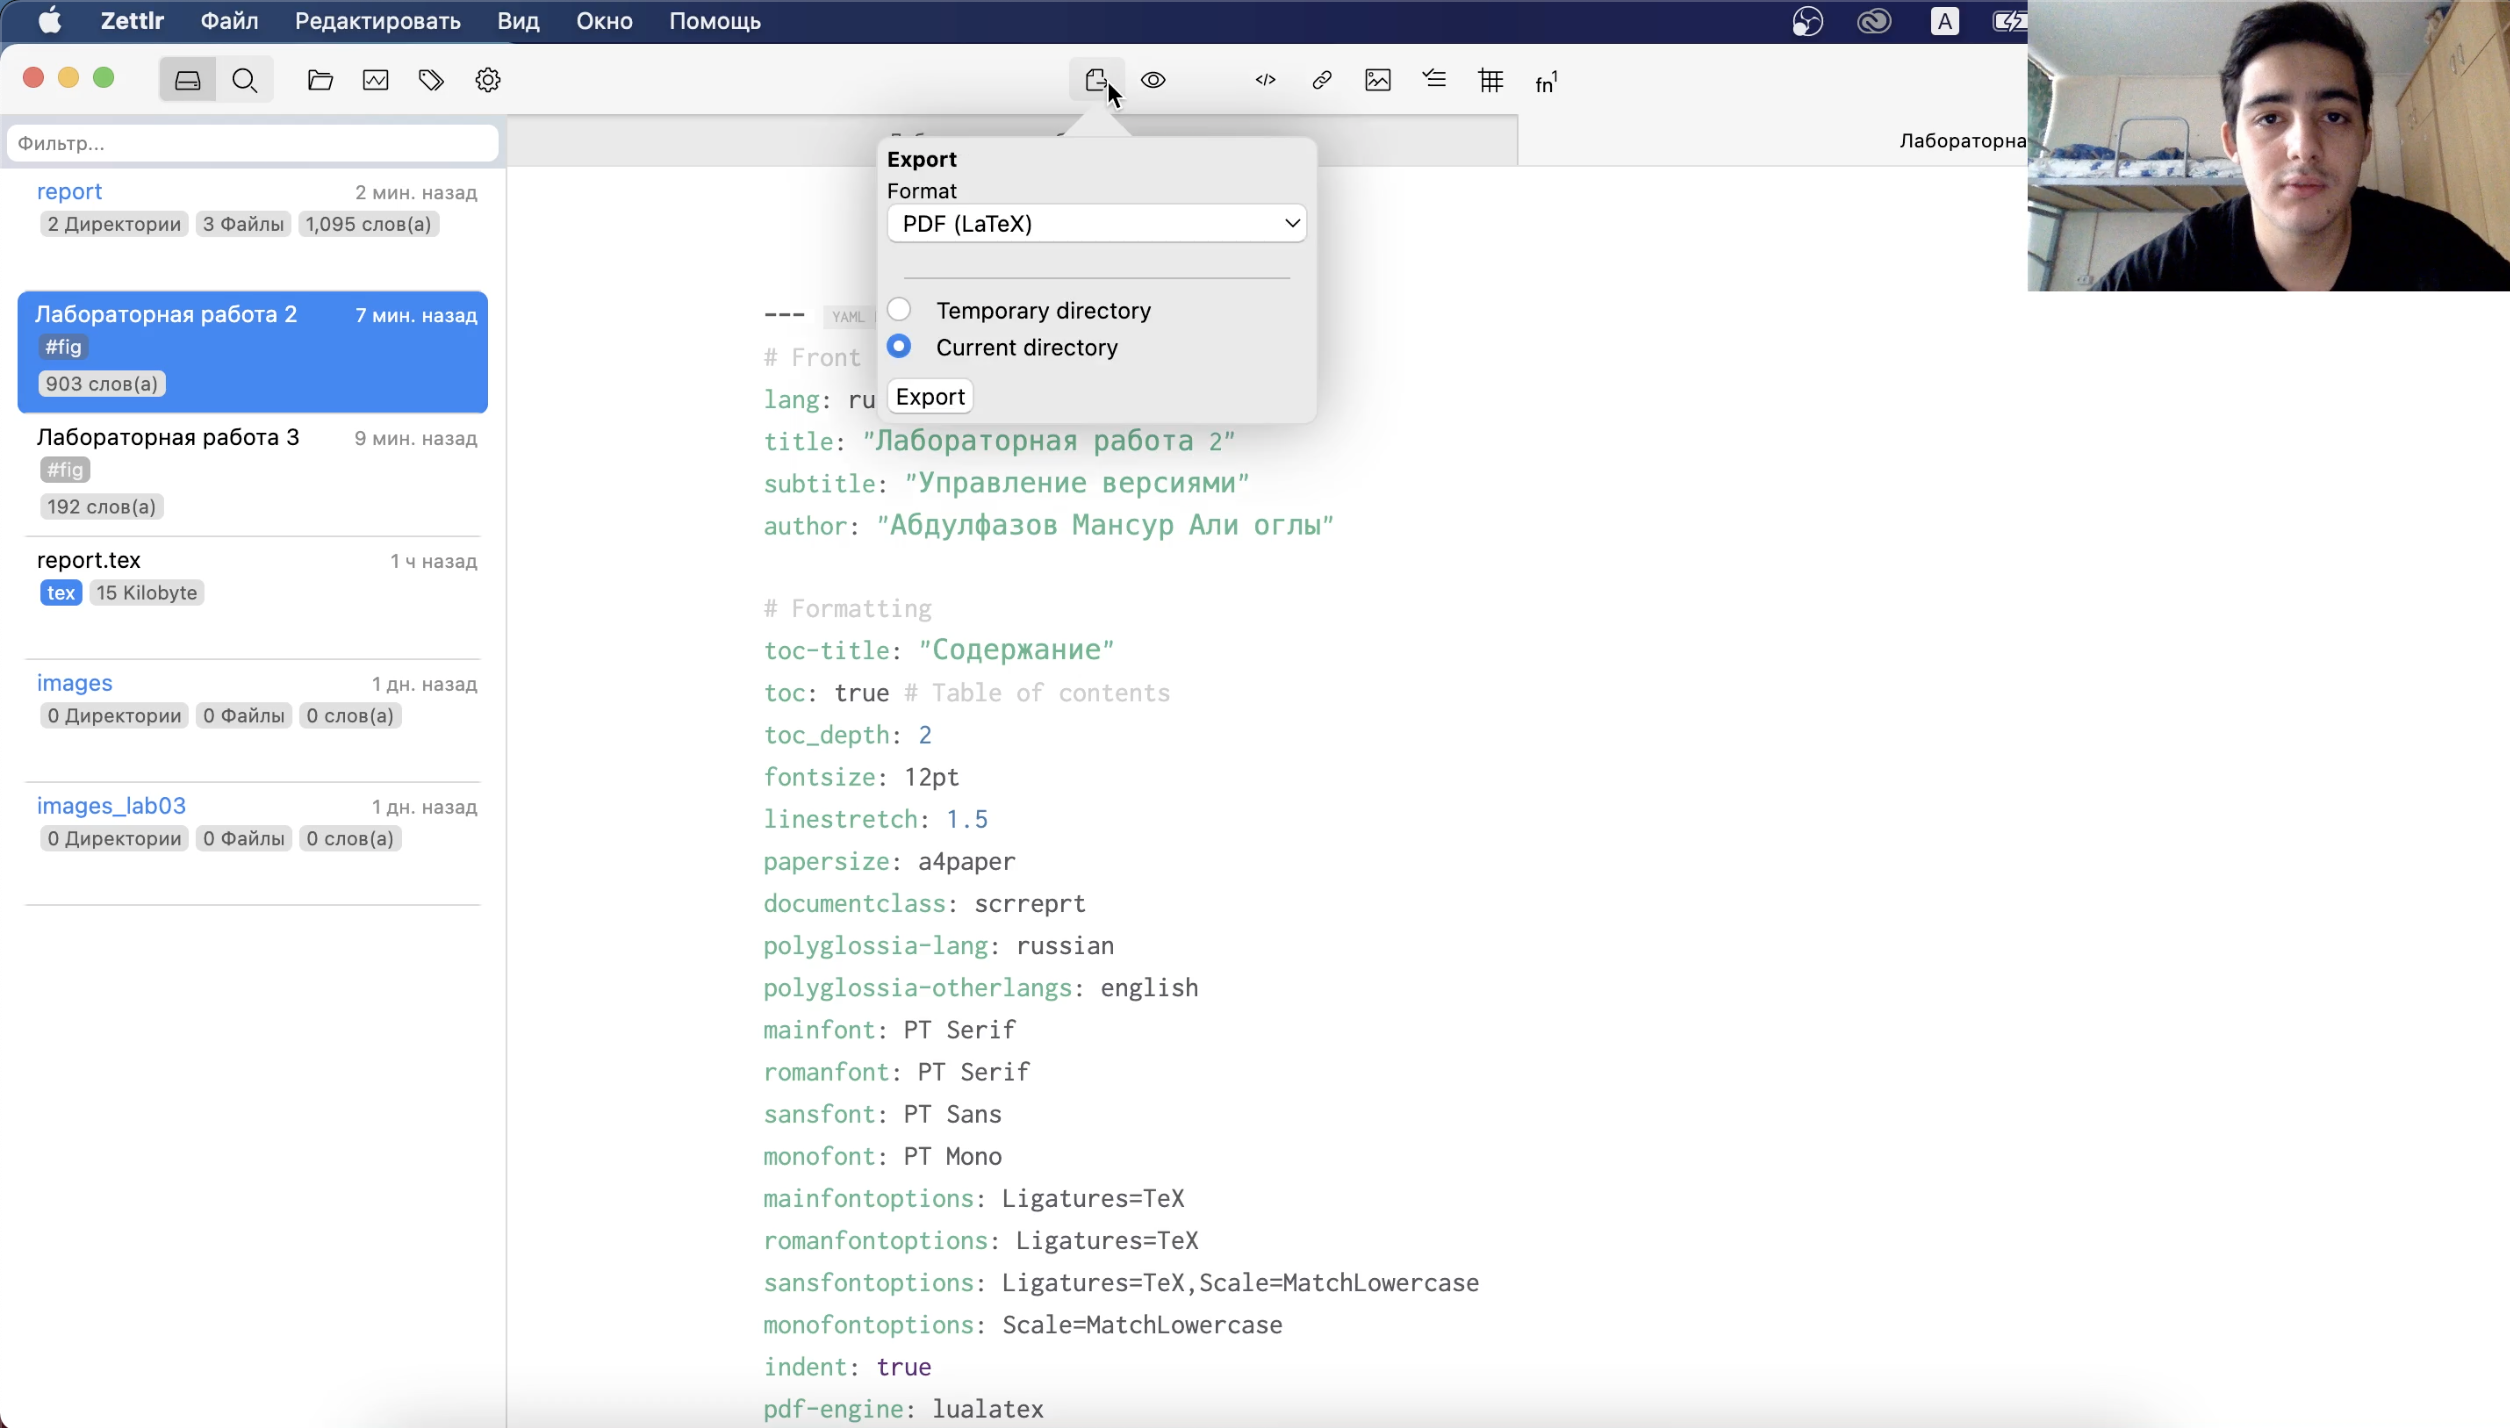 Zettlr Файл Редактировать Вид Окно Помощь
A
fn1
Фильтр...
Лабораторна
report 2 мин. назад
2 Директории 3 Файлы 1,095 слов(а)
Лабораторная работа 2 7 мин. назад
#fig
903 слов(а)
Лабораторная работа 3 9 мин. назад
#fig
192 слов(а)
report.tex 1 ч назад
tex 15 Kilobyte
images 1 дн. назад
0 Директории 0 Файлы 0 слов(а)
images_lab03 1 дн. назад
0 Директории 0 Файлы 0 слов(а)
Export
Format
PDF (LaTeX)
Temporary directory
Current directory
Export
--- YAML
# Front
lang: ru
title: "Лабораторная работа 2"
subtitle: "Управление версиями"
author: "Абдулфазов Мансур Али оглы"
# Formatting
toc-title: "Содержание"
toc: true # Table of contents
toc_depth: 2
fontsize: 12pt
linestretch: 1.5
papersize: a4paper
documentclass: scrreprt
polyglossia-lang: russian
polyglossia-otherlangs: english
mainfont: PT Serif
romanfont: PT Serif
sansfont: PT Sans
monofont: PT Mono
mainfontoptions: Ligatures=TeX
romanfontoptions: Ligatures=TeX
sansfontoptions: Ligatures=TeX,Scale=MatchLowercase
monofontoptions: Scale=MatchLowercase
indent: true
pdf-engine: lualatex